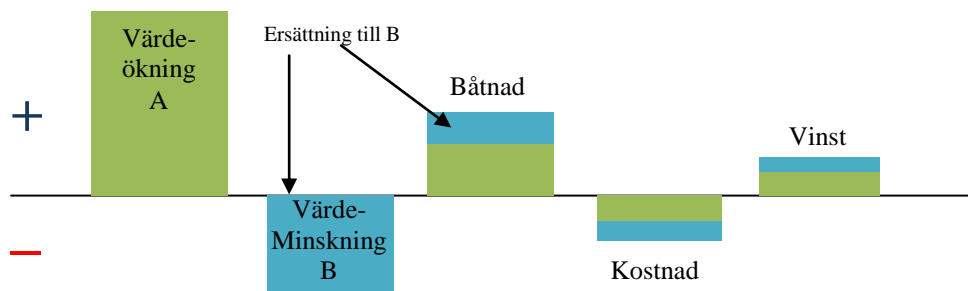 Värde-
ökning
A
Ersättning till B
Båtnad
Vinst
+
–
Värde-
Minskning
B
Kostnad